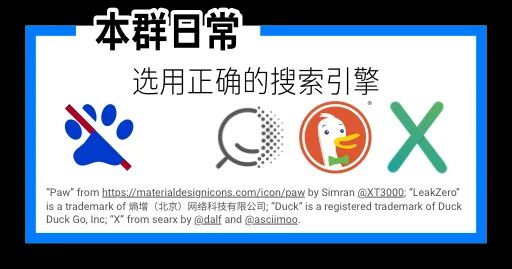 本群日常
选用正确的搜索引擎
®
“Paw” from https://materialdesignicons.com/icon/paw by Simran @XT3000; “LeakZero”
is a trademark of 熵增（北京）网络科技有限公司; “Duck” is a registered trademark of Duck
Duck Go, Inc; “X” from searx by @dalf and @asciimoo.